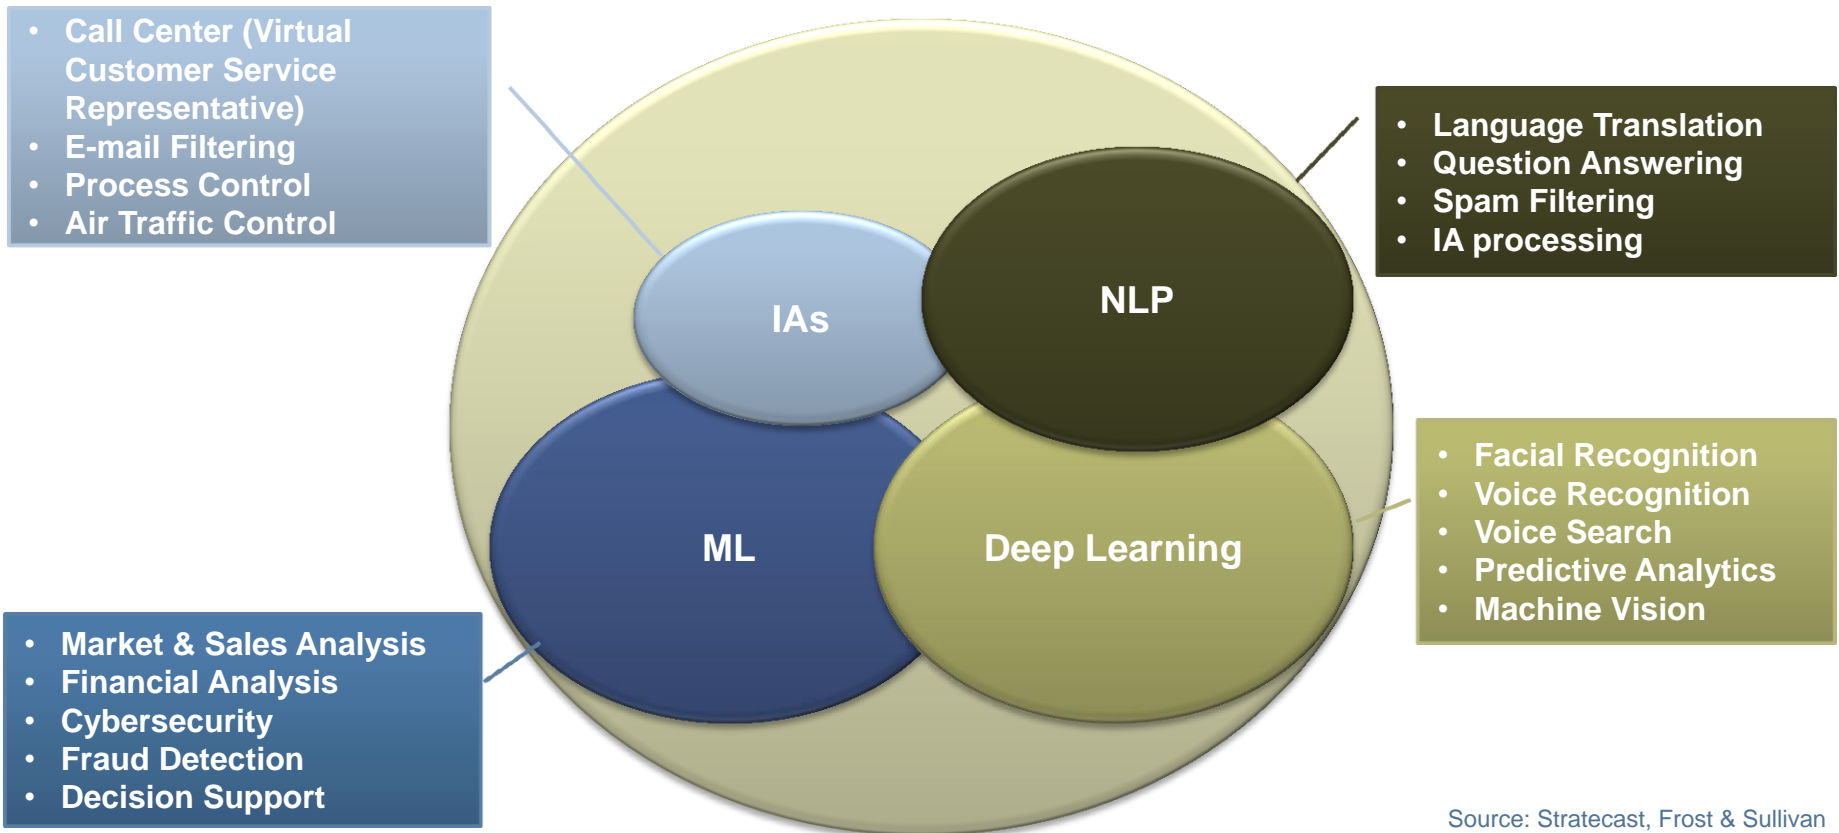 • Call Center (Virtual
Customer Service
Representative)
• E-mail Filtering
• Process Control
• Air Traffic Control
• Language Translation
• Question Answering
• Spam Filtering
• IA processing
IAs
NLP
ML
Deep Learning
• Facial Recognition
• Voice Recognition
• Voice Search
• Predictive Analytics
• Machine Vision
• Market & Sales Analysis
• Financial Analysis
• Cybersecurity
• Fraud Detection
• Decision Support
Source: Stratecast, Frost & Sullivan